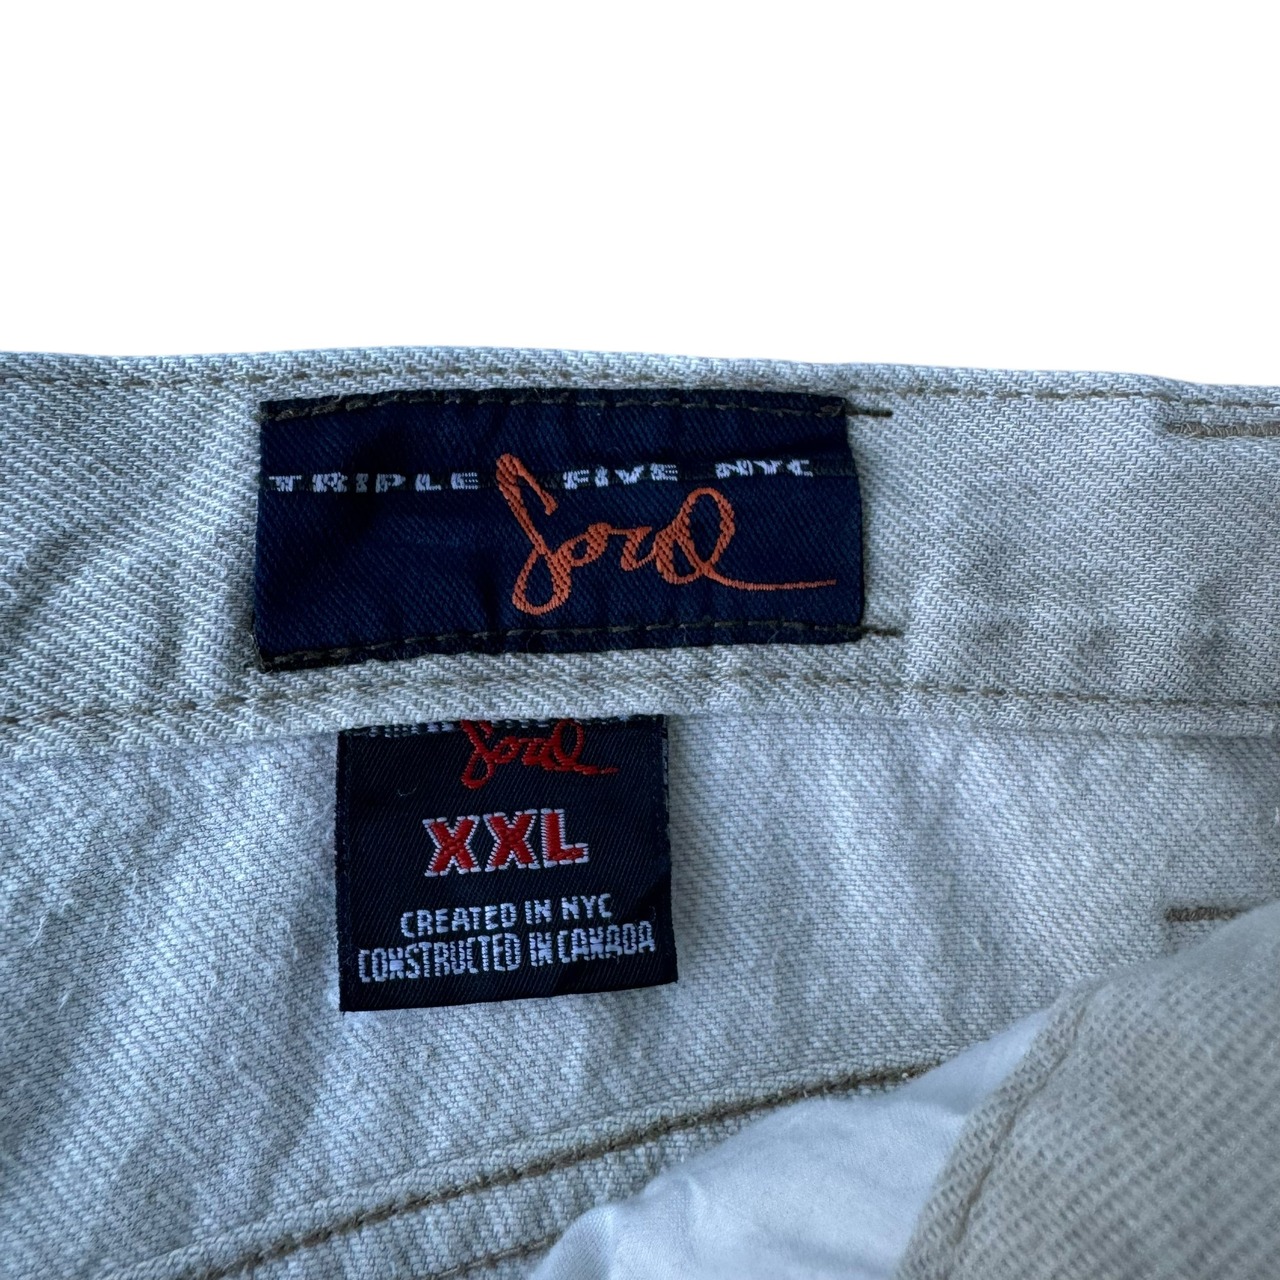 TRIPLE FIVE NYC
Soul
Soul
XXL
CREATED IN NYC
CONSTRUCTED IN CANADA